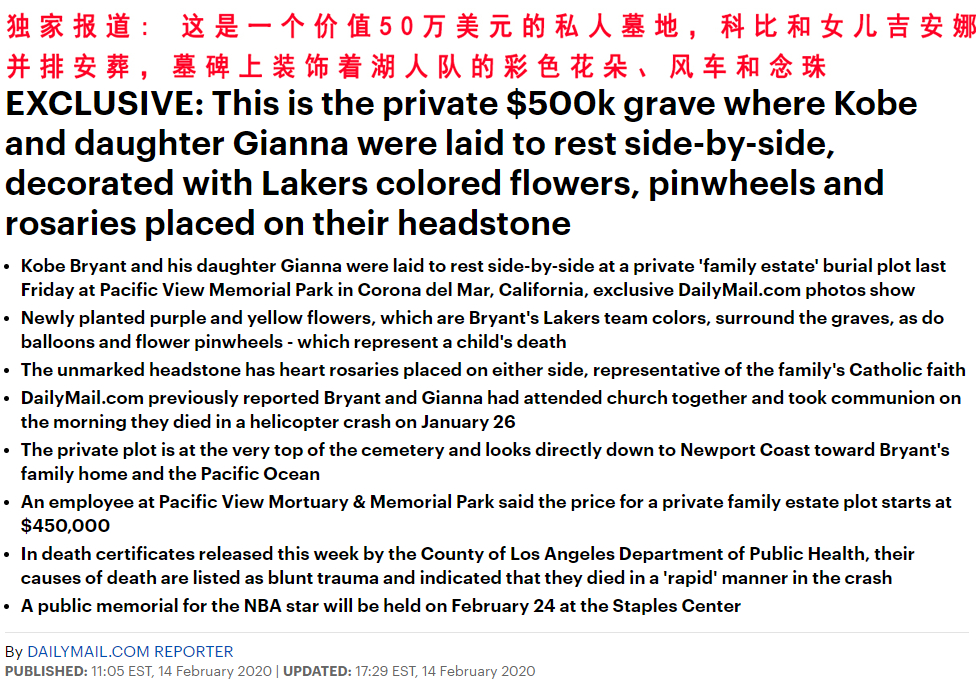 独家报道： 这是一个价值50万美元的私人墓地，科比和女儿吉安娜
并排安葬，墓碑上装饰着湖人队的彩色花朵、风车和念珠
EXCLUSIVE: This is the private $500k grave where Kobe
and daughter Gianna were laid to rest side-by-side,
decorated with Lakers colored flowers, pinwheels and
rosaries placed on their headstone
• Kobe Bryant and his daughter Gianna were laid to rest side-by-side at a private 'family estate' burial plot last
Friday at Pacific View Memorial Park in Corona del Mar, California, exclusive DailyMail.com photos show
• Newly planted purple and yellow flowers, which are Bryant's Lakers team colors, surround the graves, as do
balloons and flower pinwheels - which represent a child's death
• The unmarked headstone has heart rosaries placed on either side, representative of the family's Catholic faith
• DailyMail.com previously reported Bryant and Gianna had attended church together and took communion on
the morning they died in a helicopter crash on January 26
• The private plot is at the very top of the cemetery and looks directly down to Newport Coast toward Bryant's
family home and the Pacific Ocean
• An employee at Pacific View Mortuary & Memorial Park said the price for a private family estate plot starts at
$450,000
• In death certificates released this week by the County of Los Angeles Department of Public Health, their
causes of death are listed as blunt trauma and indicated that they died in a 'rapid' manner in the crash
• A public memorial for the NBA star will be held on February 24 at the Staples Center
By DAILYMAIL.COM REPORTER
PUBLISHED: 11:05 EST, 14 February 2020 | UPDATED: 17:29 EST, 14 February 2020